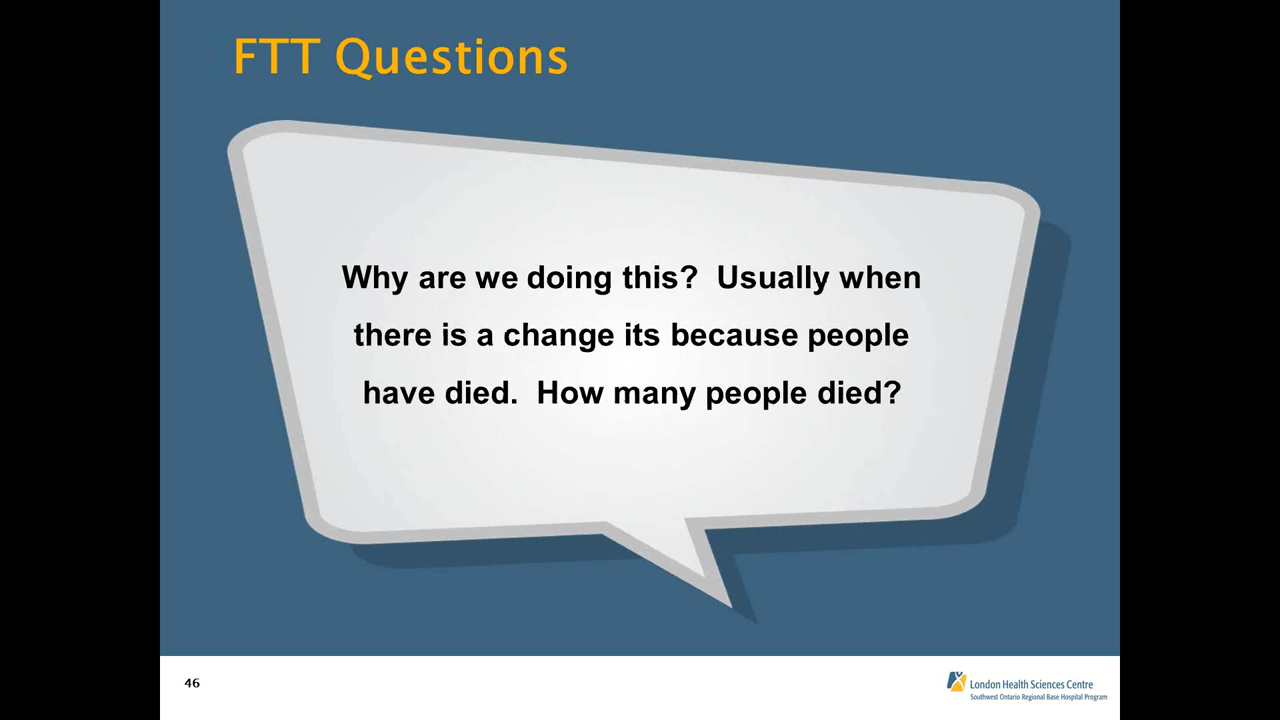 FTT Questions
Why are we doing this?  Usually when
there is a change its because people
have died.  How many people died?
46
London Health Sciences Centre
Southwest Ontario Regional Base Hospital Program